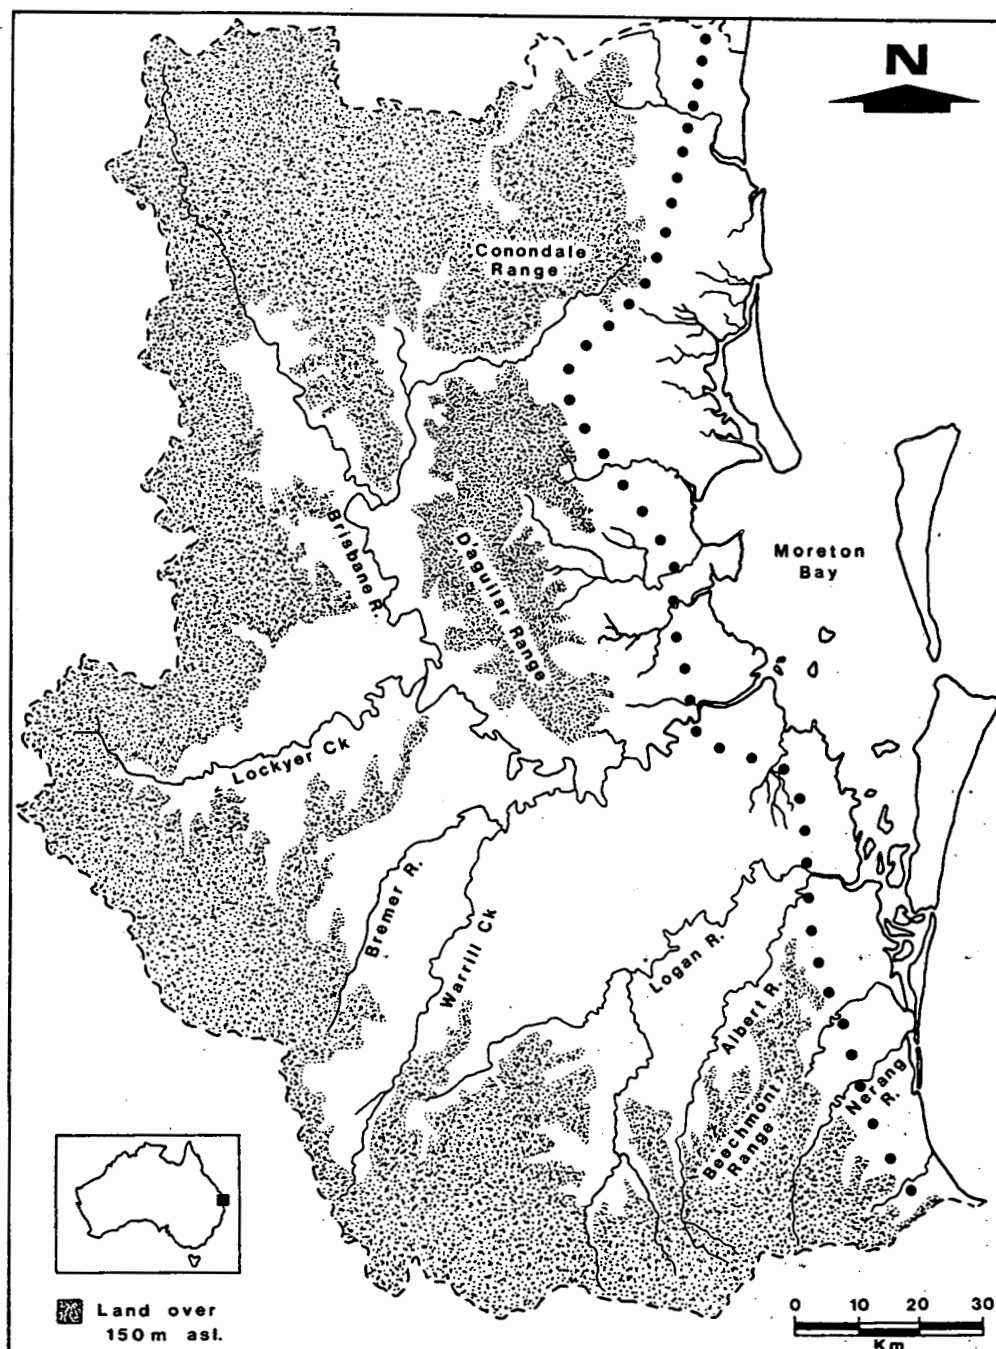 N
Conondale
Range
Brisbane R.
D'aguilar Range
Moreton
Bay
Lockyer Ck
Bremer R.
Warrill Ck
Logan R.
Albert R.
Beechmont
Range
Nerang
R.
Land over
150m asl.
0 10 20 30
Km